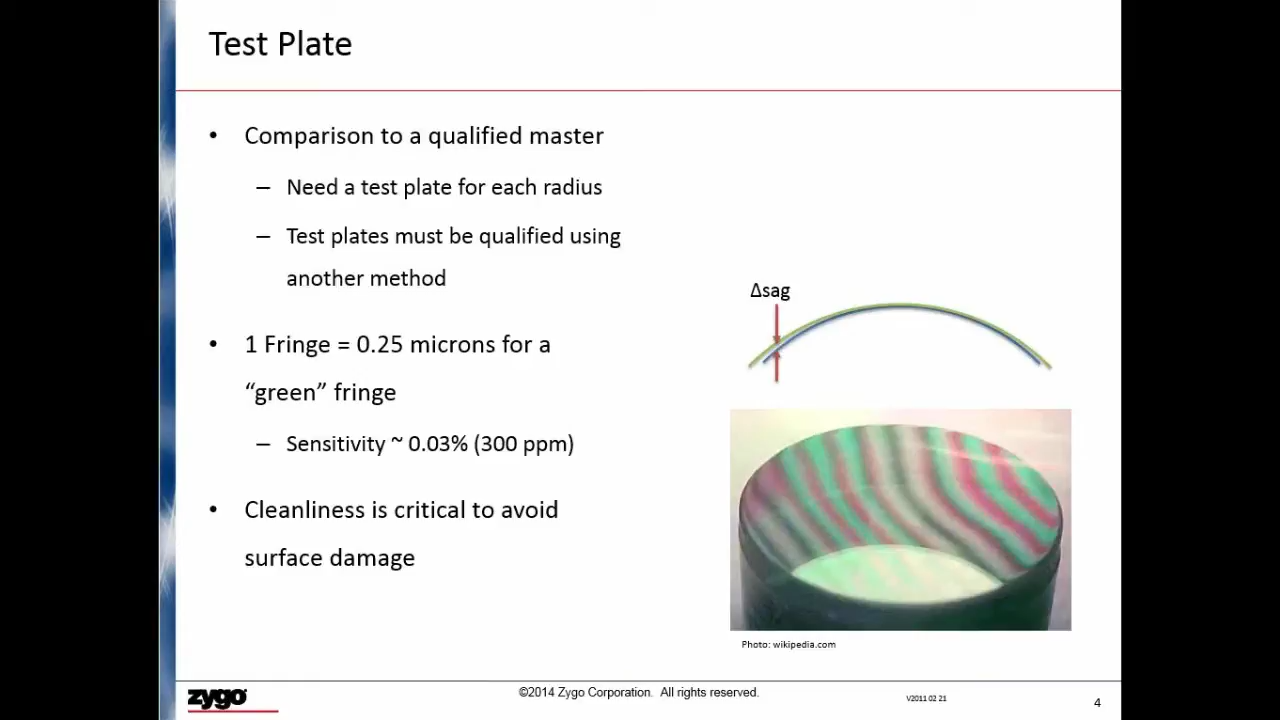 Test Plate
• Comparison to a qualified master
– Need a test plate for each radius
– Test plates must be qualified using
another method
• 1 Fringe = 0.25 microns for a
“green” fringe
– Sensitivity ~ 0.03% (300 ppm)
• Cleanliness is critical to avoid
surface damage
Δsag
Photo: wikipedia.com
zygo
©2014 Zygo Corporation. All rights reserved.
V2011 02 21
4